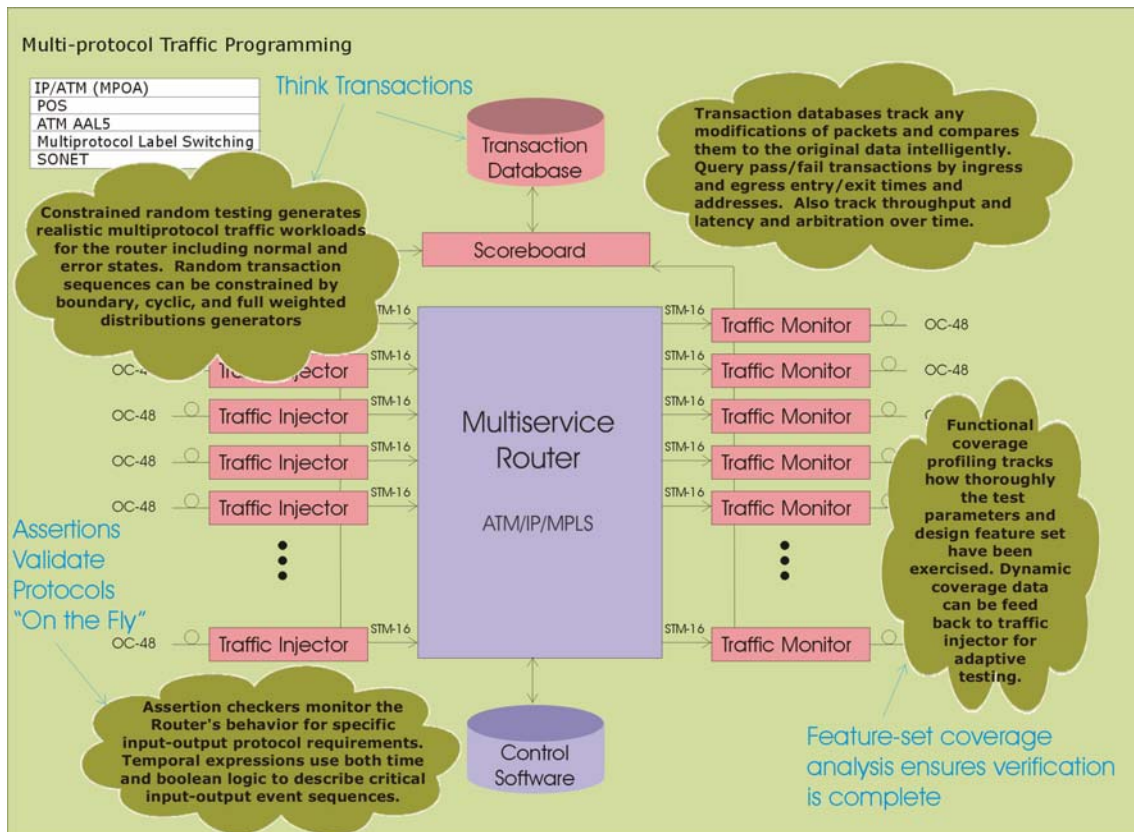 Multi-protocol Traffic Programming
IP/ATM (MPOA)
POS
ATM AAL5
Multiprotocol Label Switching
SONET
Think Transactions
Transaction
Database
Transaction databases track any
modifications of packets and compares
them to the original data intelligently.
Query pass/fail transactions by ingress
and egress entry/exit times and
addresses. Also track throughput and
latency and arbitration over time.
Constrained random testing generates
realistic multiprotocol traffic workloads
for the router including normal and
error states. Random transaction
sequences can be constrained by
boundary, cyclic, and full weighted
distributions generators
Scoreboard
STM-16
STM-16
Traffic Monitor
OC-48
OC-4
Traffic Injector
STM-16
STM-16
Traffic Monitor
OC-48
OC-48
Traffic Injector
STM-16
STM-16
Traffic Monitor
OC-48
Traffic Injector
STM-16
STM-16
Traffic Monitor
OC-48
Traffic Injector
STM-16
STM-16
Traffic Monitor
Multiservice
Router
ATM/IP/MPLS
Functional
coverage
profiling tracks
how thoroughly
the test
parameters and
design feature set
have been
exercised. Dynamic
coverage data
can be feed
back to traffic
injector for
adaptive
testing.
Assertions
Validate
Protocols
"On the Fly"
OC-48
Traffic Injector
STM-16
STM-16
Traffic Monitor
Assertion checkers monitor the
Router's behavior for specific
input-output protocol requirements.
Temporal expressions use both time
and boolean logic to describe critical
input-output event sequences.
Control
Software
Feature-set coverage
analysis ensures verification
is complete